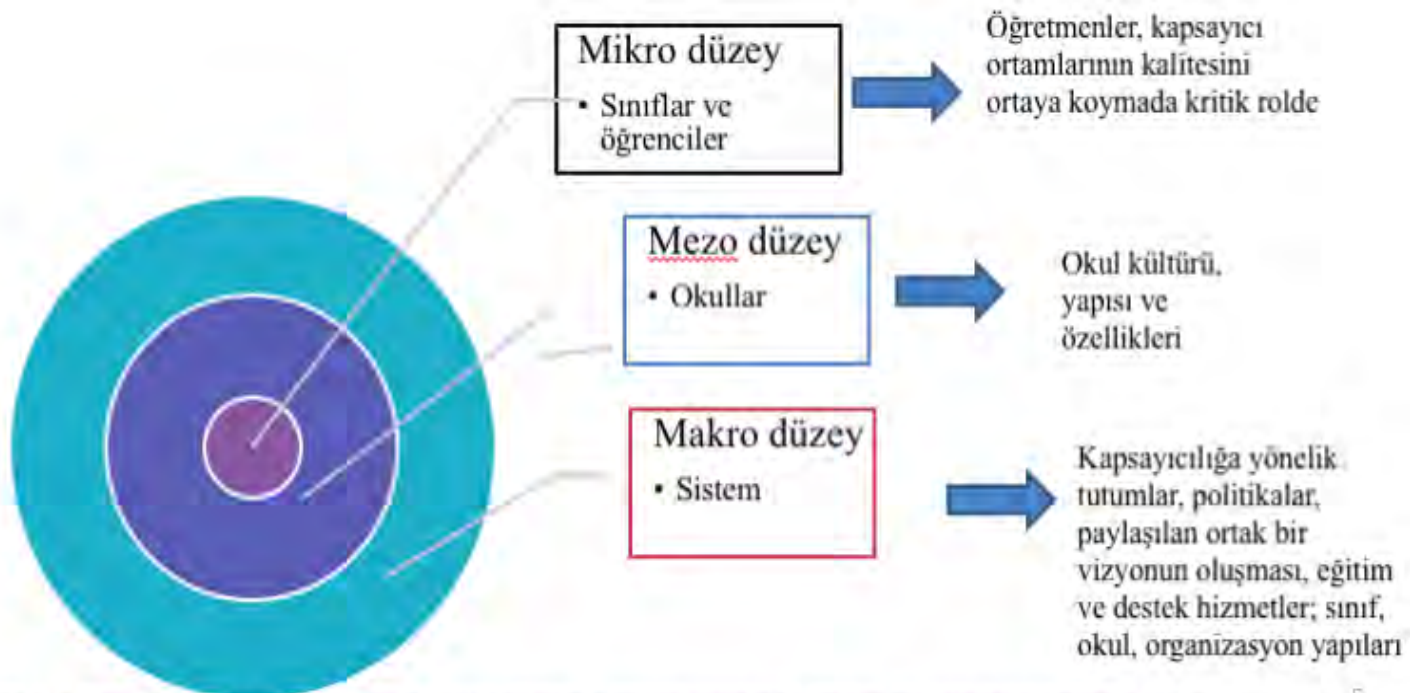 Mikro düzey
• Sınıflar ve
öğrenciler
Öğretmenler, kapsayıcı
ortamlarının kalitesini
ortaya koymada kritik rolde
Mezo düzey
• Okullar
Okul kültürü,
yapısı ve
özellikleri
Makro düzey
• Sistem
Kapsayıcılığa yönelik
tutumlar, politikalar,
paylaşılan ortak bir
vizyonun oluşması, eğitim
ve destek hizmetler; sınıf,
okul, organizasyon yapıları